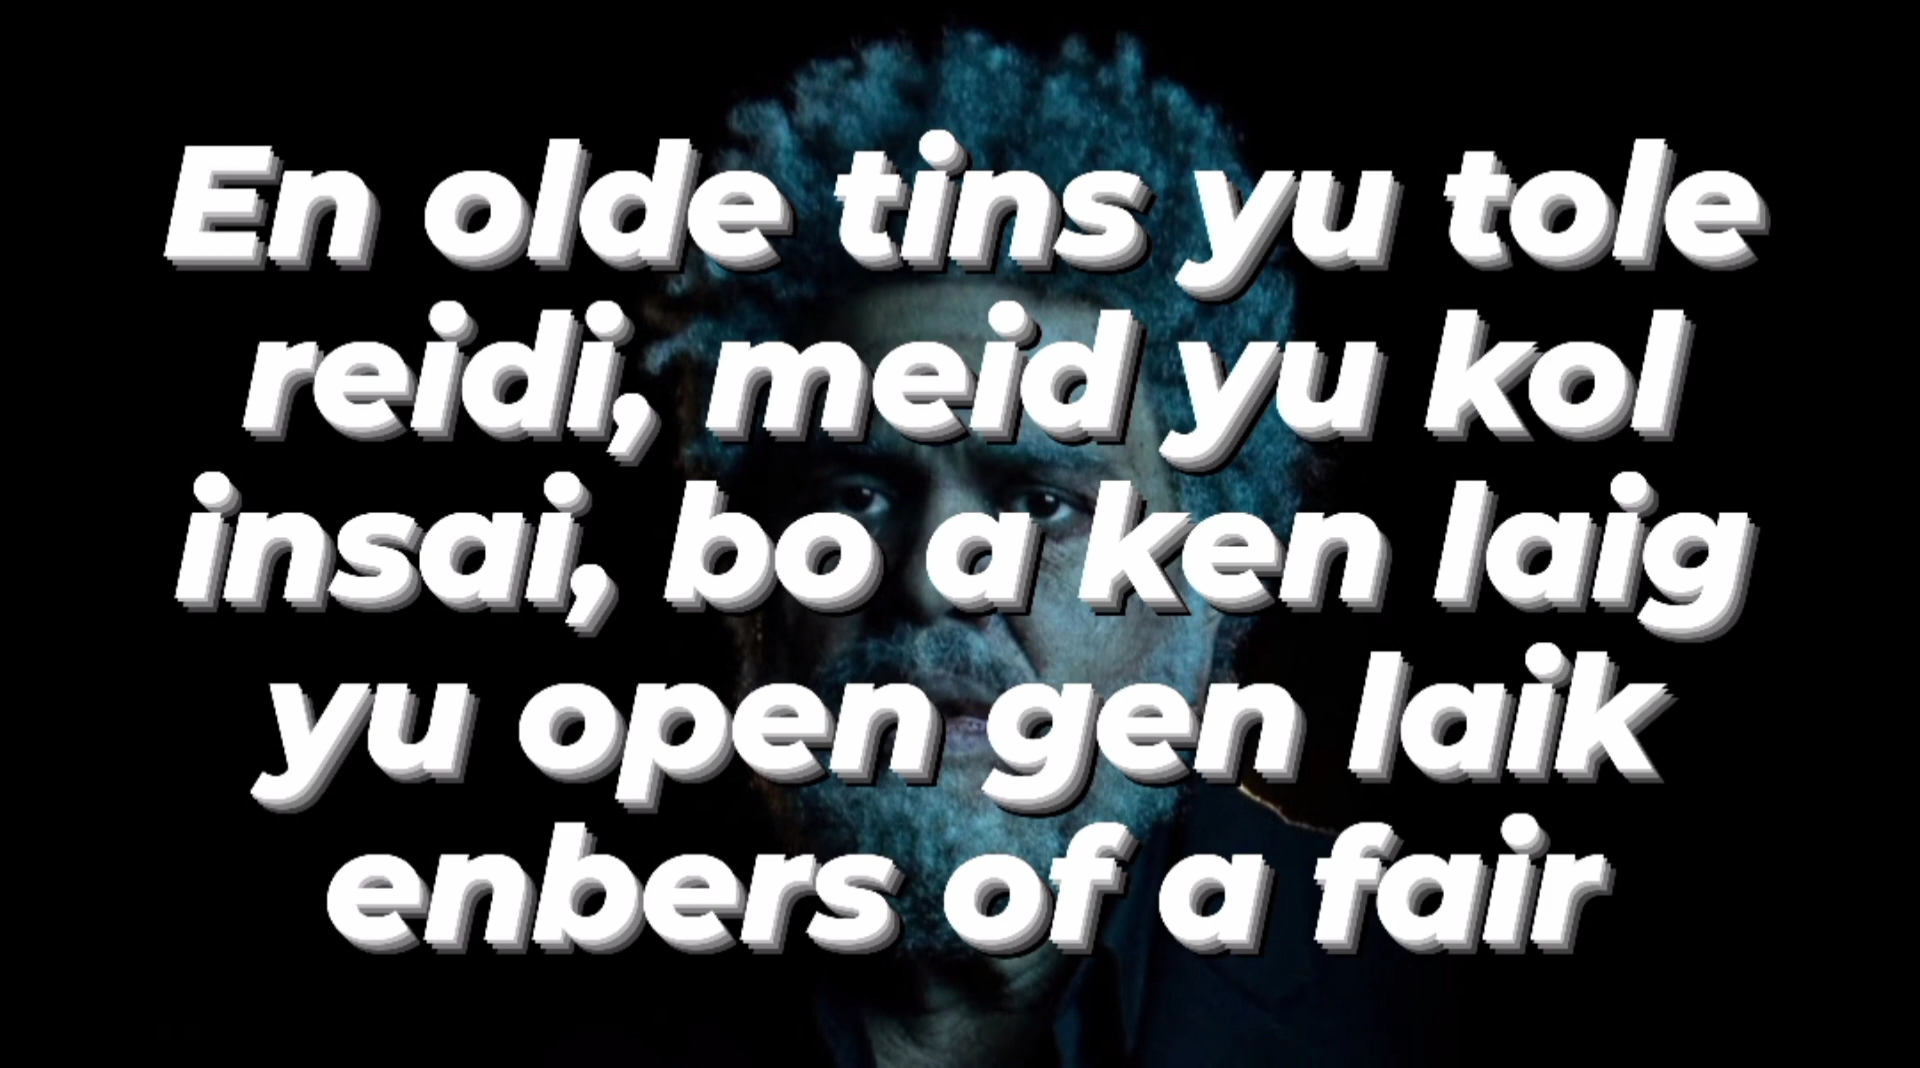 En olde tins yu tole
reidi, meid yu kol
insai, bo a ken laig
yu open gen laik
enbers of a fair